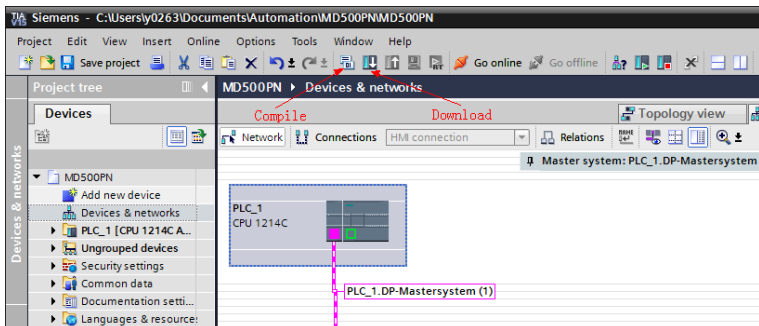 Siemens - C:\Users\y0263\Documents\Automation\MD500PN\MD500PN
Project Edit View Insert Online Options Tools Window Help
Save project Go online Go offline
Project tree MD500PN ▸ Devices & networks
Devices Compile Download Topology view
Network Connections HMI connection Relations
Master system: PLC_1.DP-Mastersystem
MD500PN
Add new device
Devices & networks
PLC_1 [CPU 1214C A...
Ungrouped devices
Security settings
Common data
Documentation setti...
Languages & resource
PLC_1
CPU 1214C
PLC_1.DP-Mastersystem (1)
Devices & networks